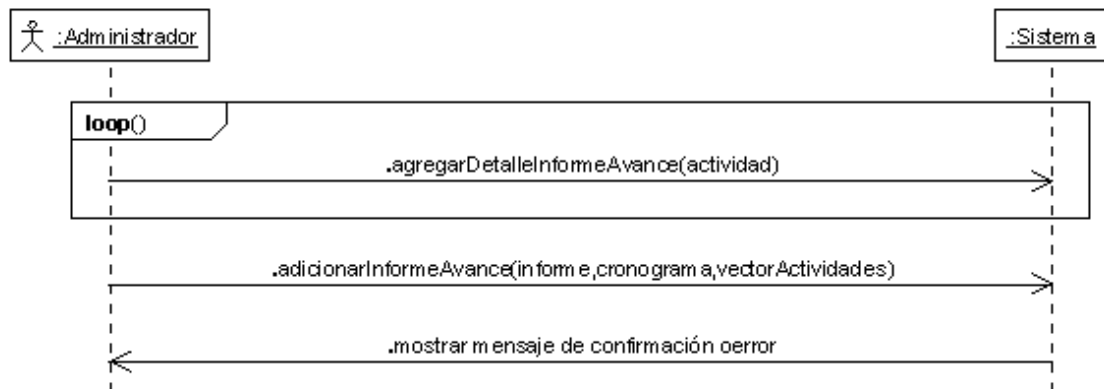 :Administrador
:Sistema
loop()
.agregarDetalleInformeAvance(actividad)
.adicionarInformeAvance(informe,cronograma,vectorActividades)
.mostrar mensaje de confirmación oerror